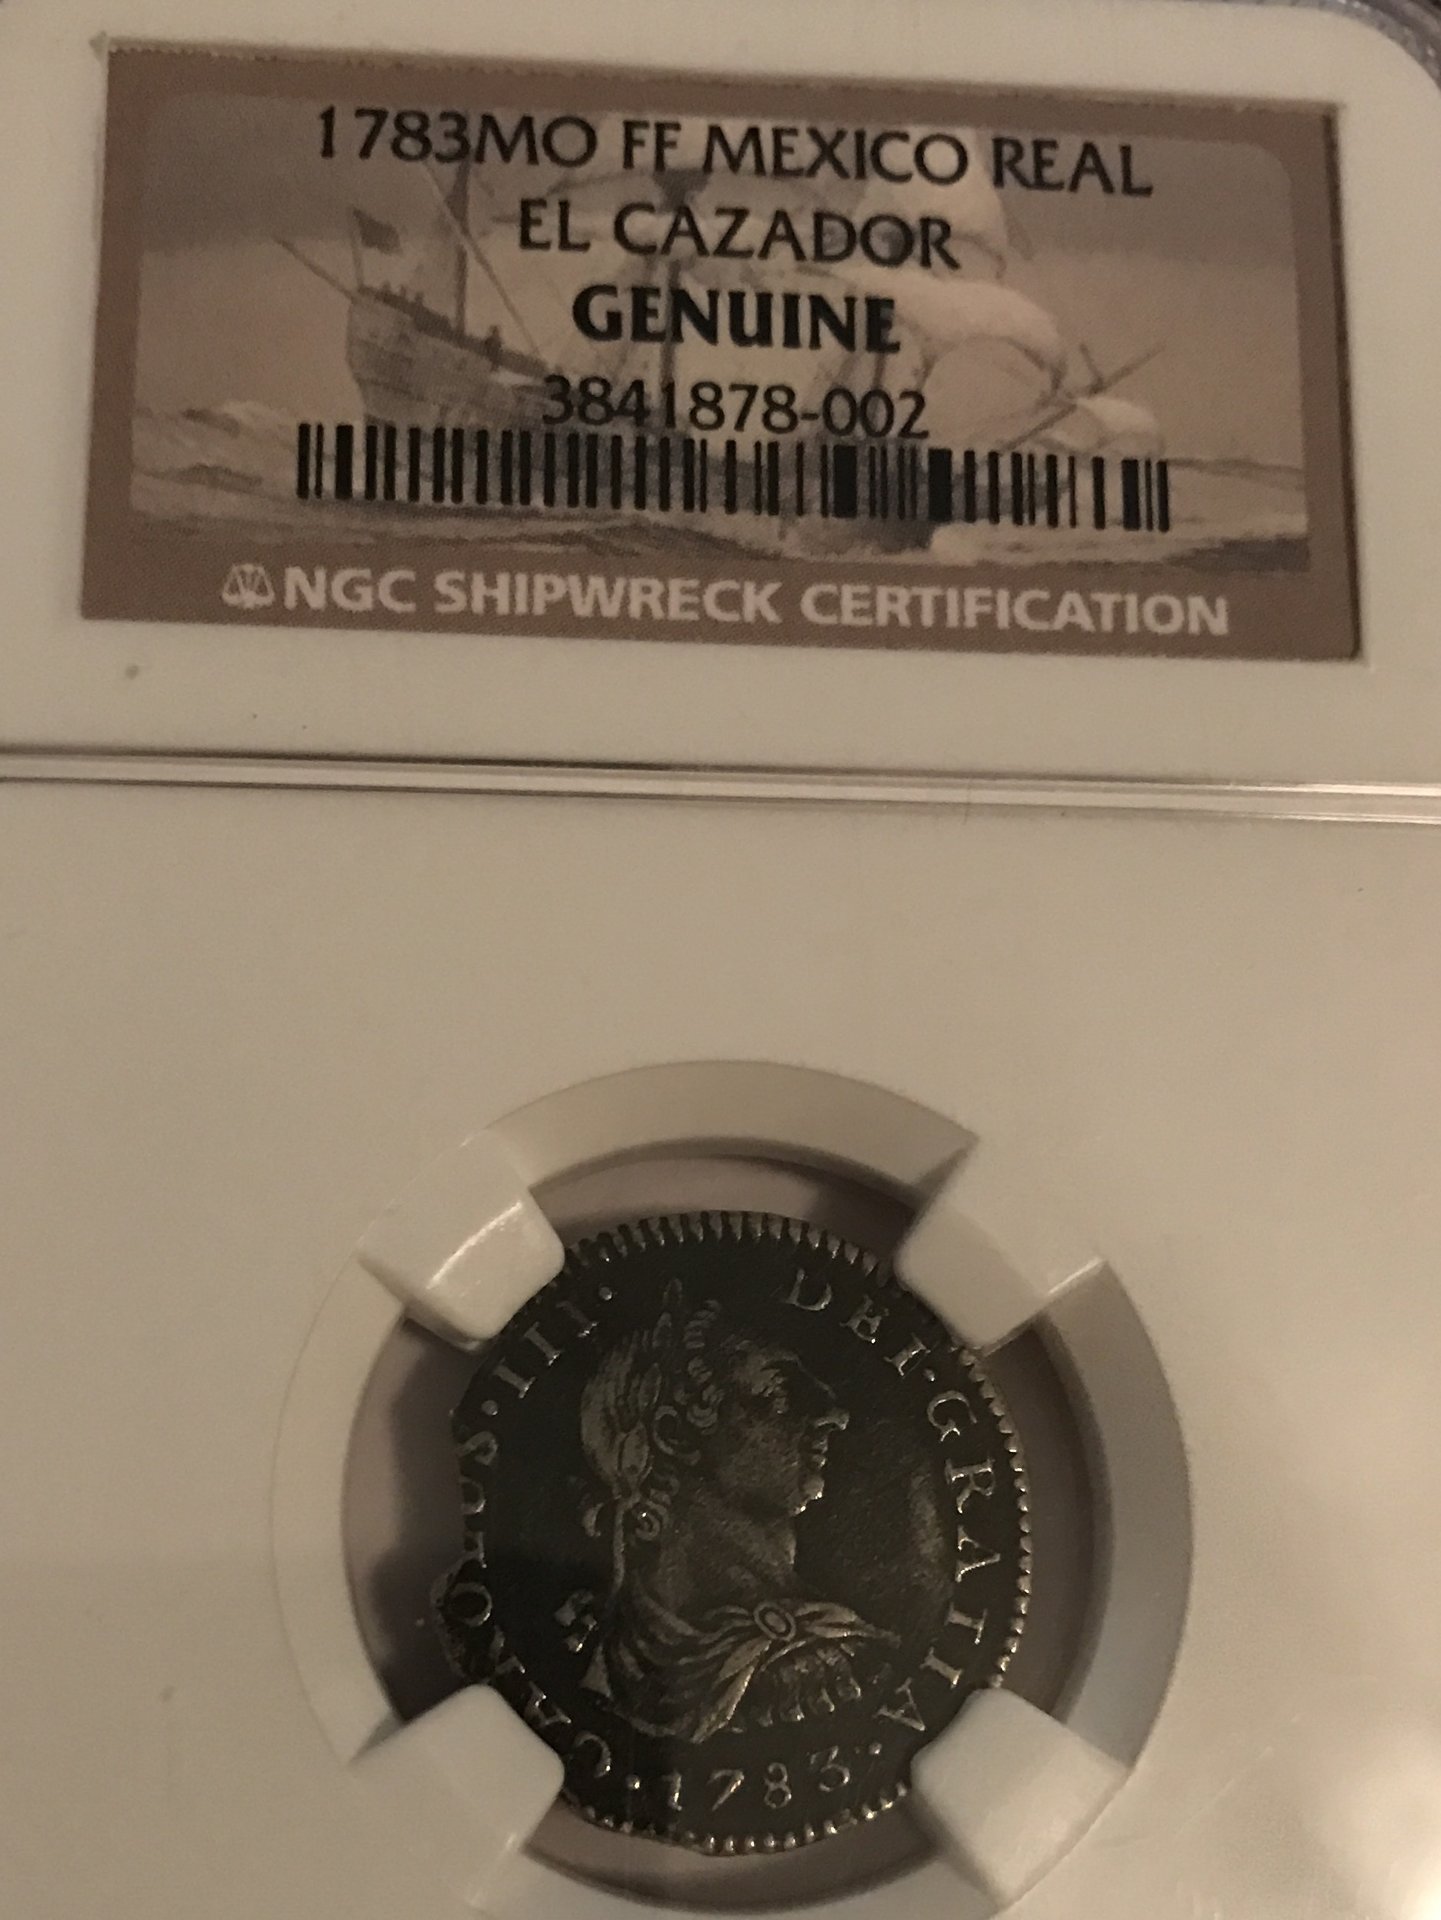 1783MO FF MEXICO REAL
EL CAZADOR
GENUINE
3841878-002
NGC SHIPWRECK CERTIFICATION
CAROLUS·III· DEI·GRATIA·
·1783·